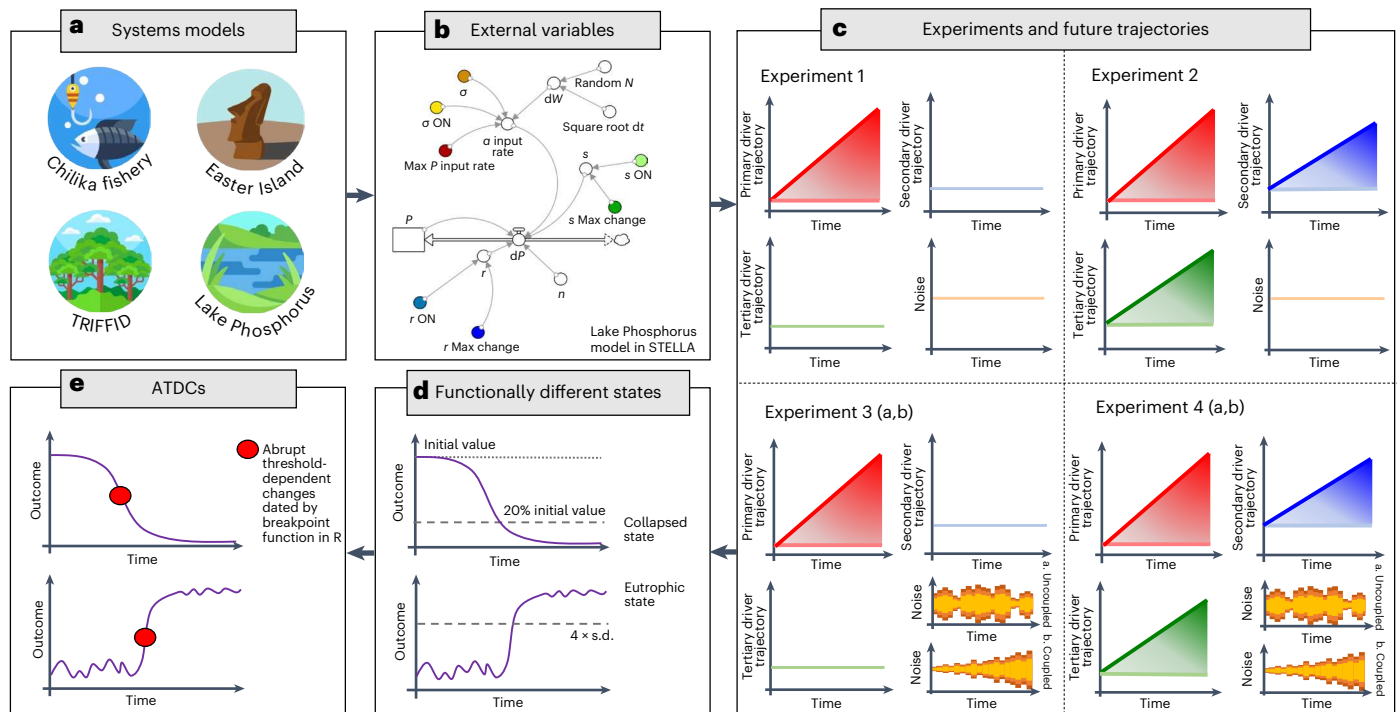 a Systems models
Chilika fishery
Easter Island
TRIFFID
Lake Phosphorus
b External variables
σ
Random N
dW
σ ON
Square root dt
α input
rate
Max P input rate
s
s ON
s Max change
P
dP
r
n
r ON
r Max change
Lake Phosphorus
model in STELLA
c Experiments and future trajectories
Experiment 1
Primary driver
trajectory
Time
Secondary driver
trajectory
Time
Tertiary driver
trajectory
Time
Noise
Time
Experiment 2
Primary driver
trajectory
Time
Secondary driver
trajectory
Time
Tertiary driver
trajectory
Time
Noise
Time
Experiment 3 (a,b)
Primary driver
trajectory
Time
Secondary driver
trajectory
Time
Tertiary driver
trajectory
Time
Noise
Time
a. Uncoupled
Noise
Time
b. Coupled
Experiment 4 (a,b)
Primary driver
trajectory
Time
Secondary driver
trajectory
Time
Tertiary driver
trajectory
Time
Noise
Time
a. Uncoupled
Noise
Time
b. Coupled
d Functionally different states
Outcome
Initial value
20% initial value
Collapsed
state
Time
Outcome
Eutrophic
state
4 × s.d.
Time
e ATDCs
Outcome
Time
Abrupt
threshold-
dependent
changes
dated by
breakpoint
function in R
Outcome
Time